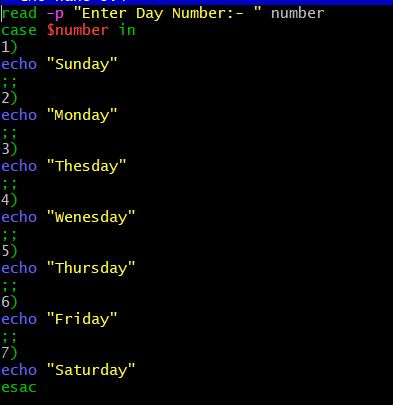 read -p "Enter Day Number:- " number
case $number in
1)
echo "Sunday"
;;
2)
echo "Monday"
;;
3)
echo "Thesday"
;;
4)
echo "Wenesday"
;;
5)
echo "Thursday"
;;
6)
echo "Friday"
;;
7)
echo "Saturday"
esac